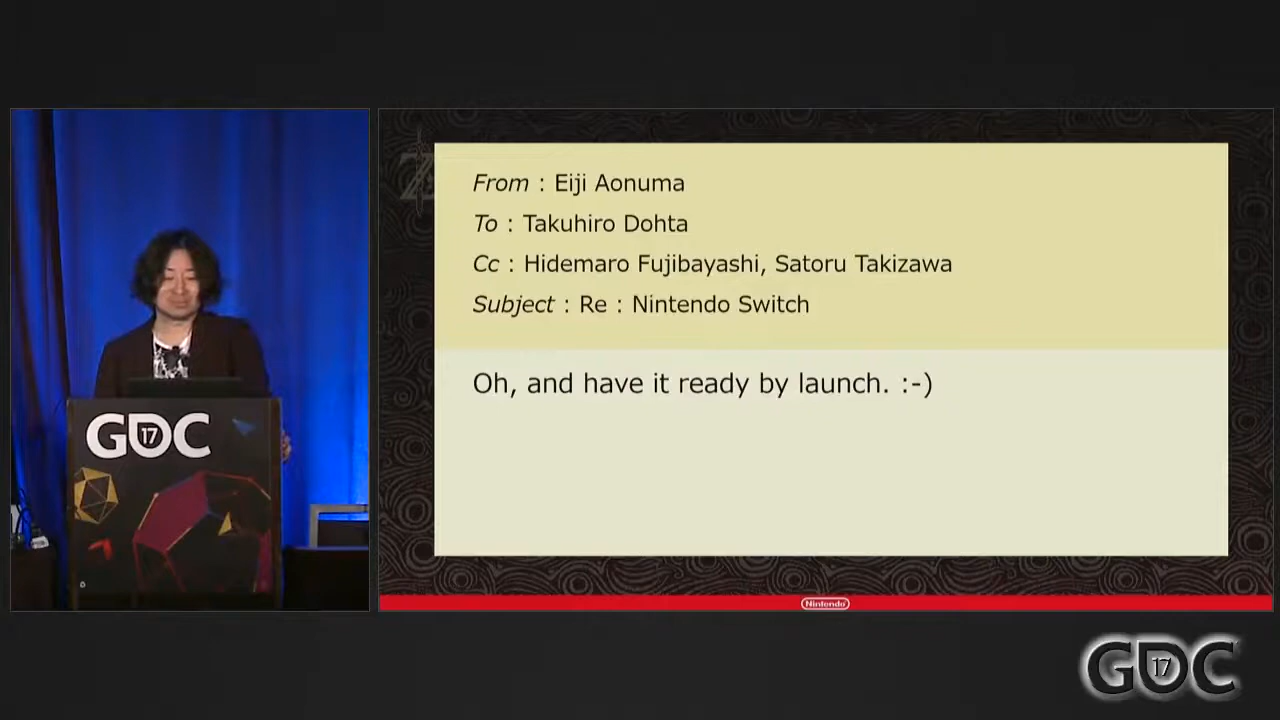 From : Eiji Aonuma
To : Takuhiro Dohta
Cc : Hidemaro Fujibayashi, Satoru Takizawa
Subject : Re : Nintendo Switch
Oh, and have it ready by launch. :-)
GDC
17
Nintendo
GDC
17